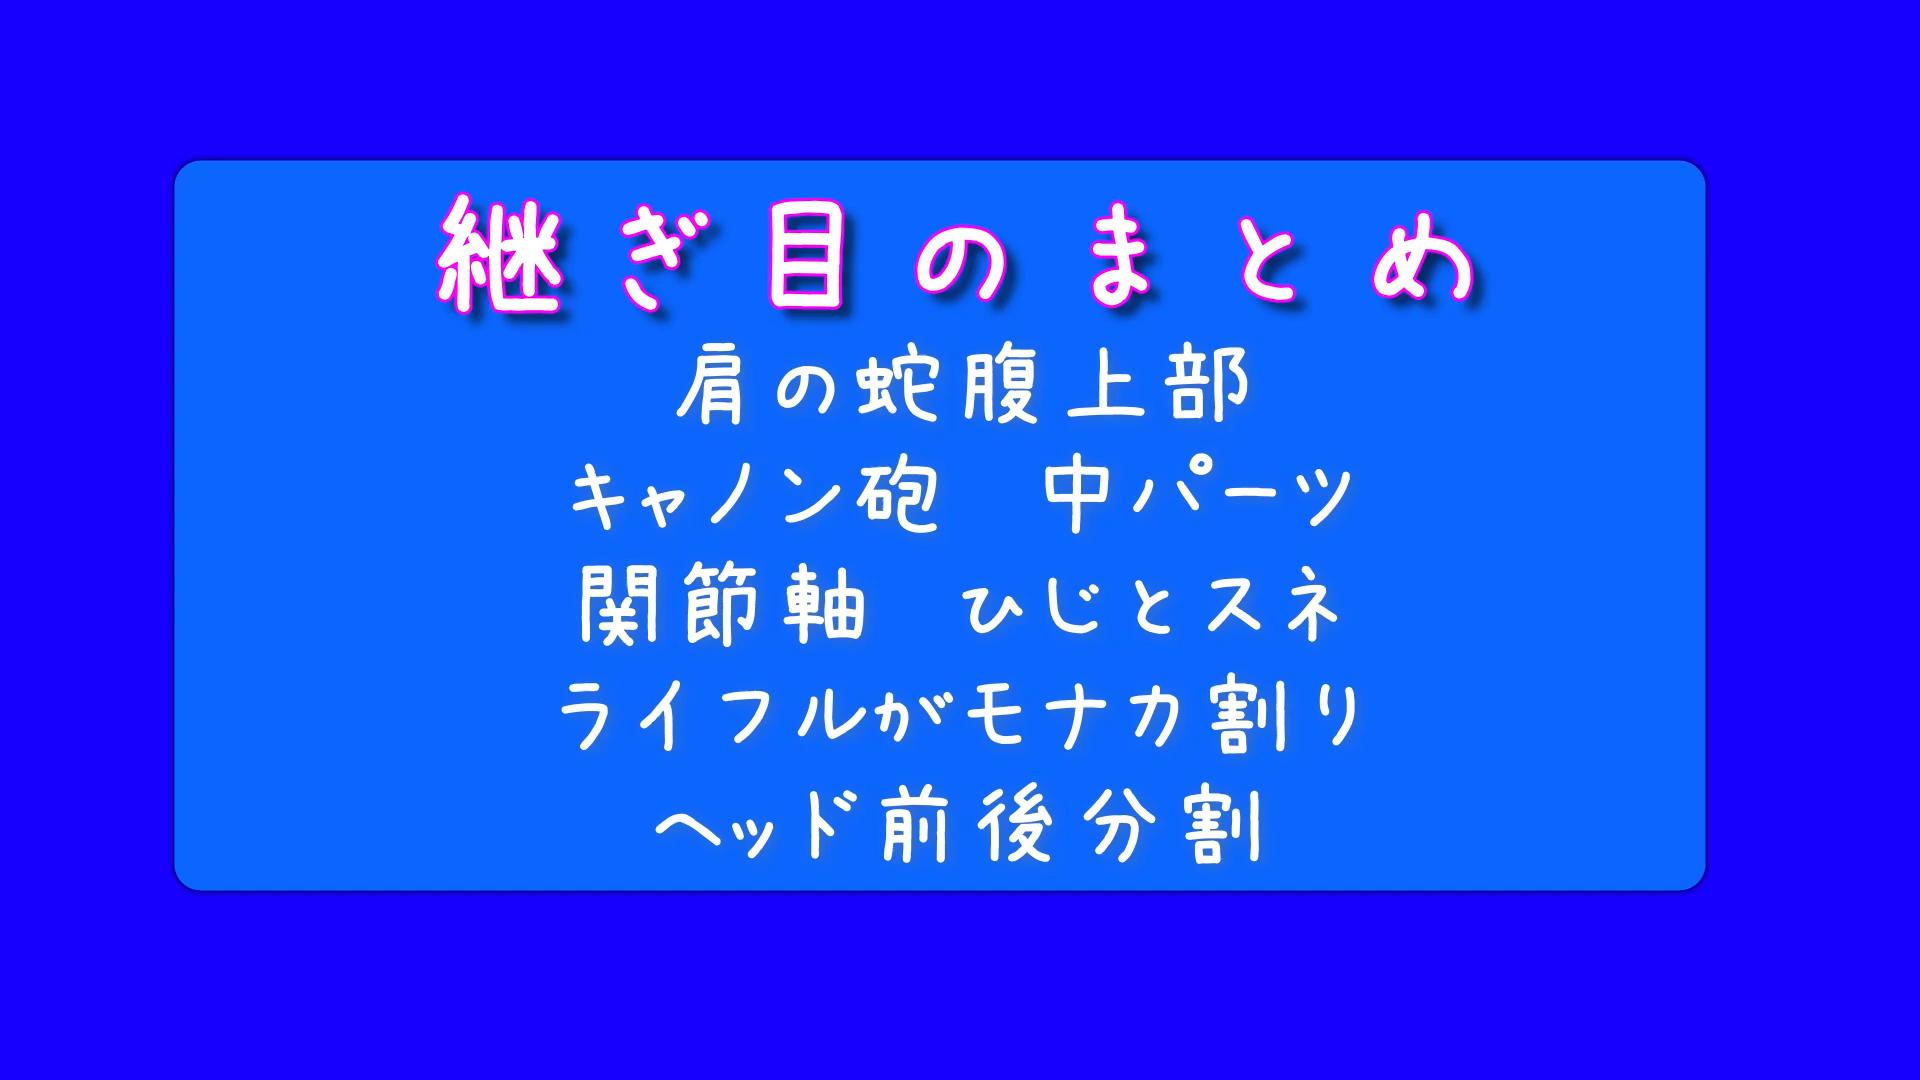 継ぎ目のまとめ
肩の蛇腹上部
キャノン砲　中パーツ
関節軸　ひじとスネ
ライフルがモナカ割り
ヘッド前後分割